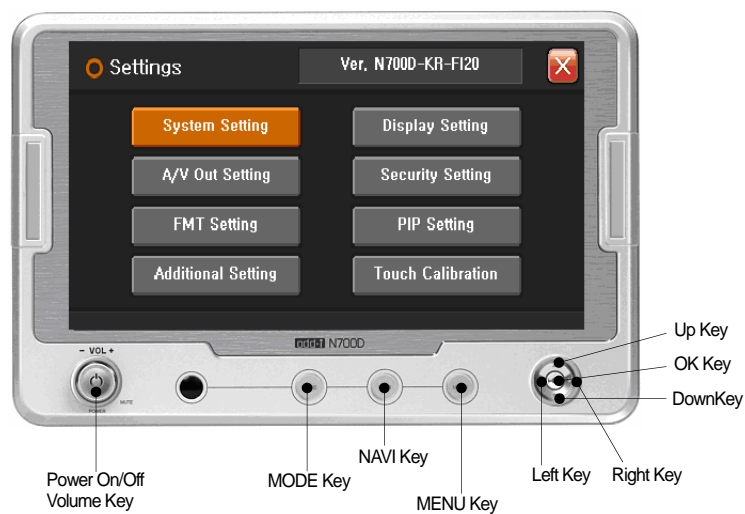 Settings
Ver. N700D-KR-FI20
X
System Setting
Display Setting
A/V Out Setting
Security Setting
FMT Setting
PIP Setting
Additional Setting
Touch Calibration
N700D
- VOL +
MUTE
POWER
Up Key
OK Key
DownKey
Left Key
Right Key
NAVI Key
MODE Key
MENU Key
Power On/Off
Volume Key